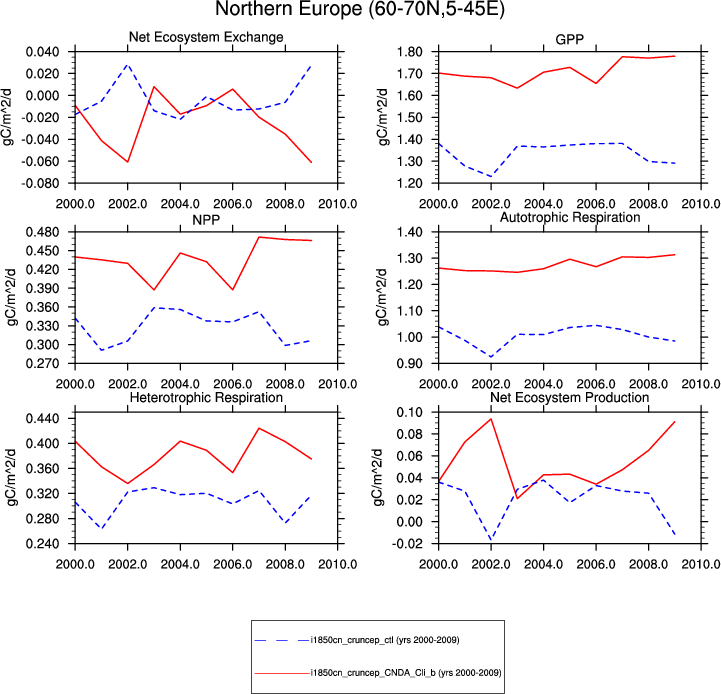 Northern Europe (60-70N,5-45E)
Net Ecosystem Exchange
gC/m^2/d
0.040
0.020
0.000
-0.020
-0.040
-0.060
-0.080
2000.0 2002.0 2004.0 2006.0 2008.0 2010.0
GPP
gC/m^2/d
1.80
1.70
1.60
1.50
1.40
1.30
1.20
2000.0 2002.0 2004.0 2006.0 2008.0 2010.0
NPP
gC/m^2/d
0.480
0.450
0.420
0.390
0.360
0.330
0.300
0.270
2000.0 2002.0 2004.0 2006.0 2008.0 2010.0
Autotrophic Respiration
gC/m^2/d
1.40
1.30
1.20
1.10
1.00
0.90
2000.0 2002.0 2004.0 2006.0 2008.0 2010.0
Heterotrophic Respiration
gC/m^2/d
0.440
0.400
0.360
0.320
0.280
0.240
2000.0 2002.0 2004.0 2006.0 2008.0 2010.0
Net Ecosystem Production
gC/m^2/d
0.10
0.08
0.06
0.04
0.02
0.00
-0.02
2000.0 2002.0 2004.0 2006.0 2008.0 2010.0
i1850cn_cruncep_ctl (yrs 2000-2009)
i1850cn_cruncep_CNDA_Cli_b (yrs 2000-2009)